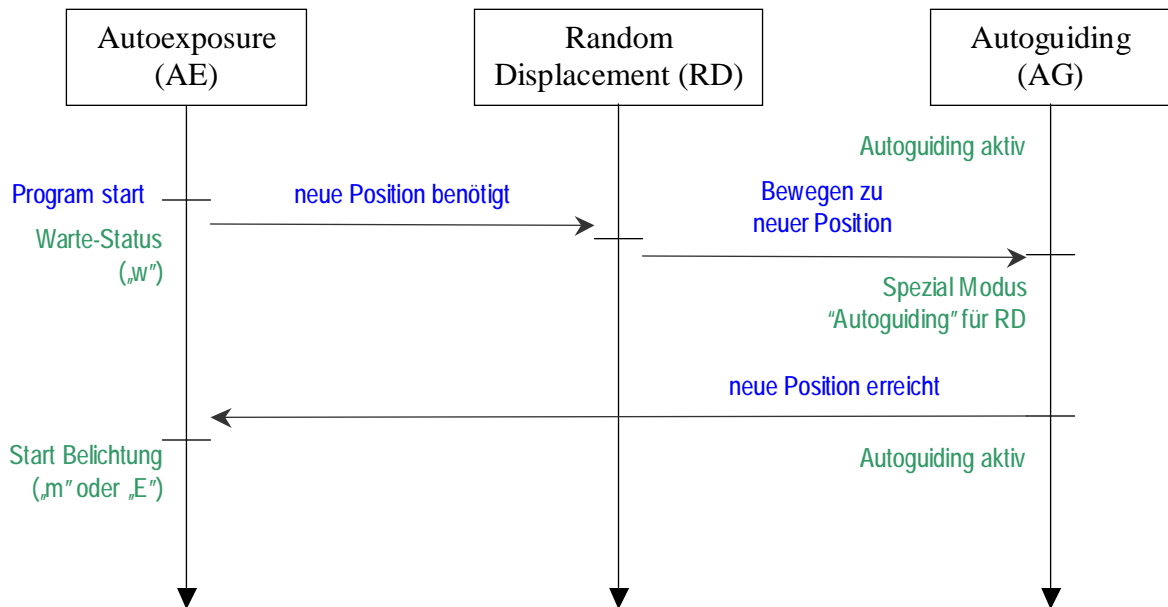 Autoexposure
(AE)
Random
Displacement (RD)
Autoguiding
(AG)
Autoguiding aktiv
Program start
neue Position benötigt
Bewegen zu
neuer Position
Warte-Status
(„w”)
Spezial Modus
“Autoguiding” für RD
neue Position erreicht
Start Belichtung
(„m” oder „E”)
Autoguiding aktiv